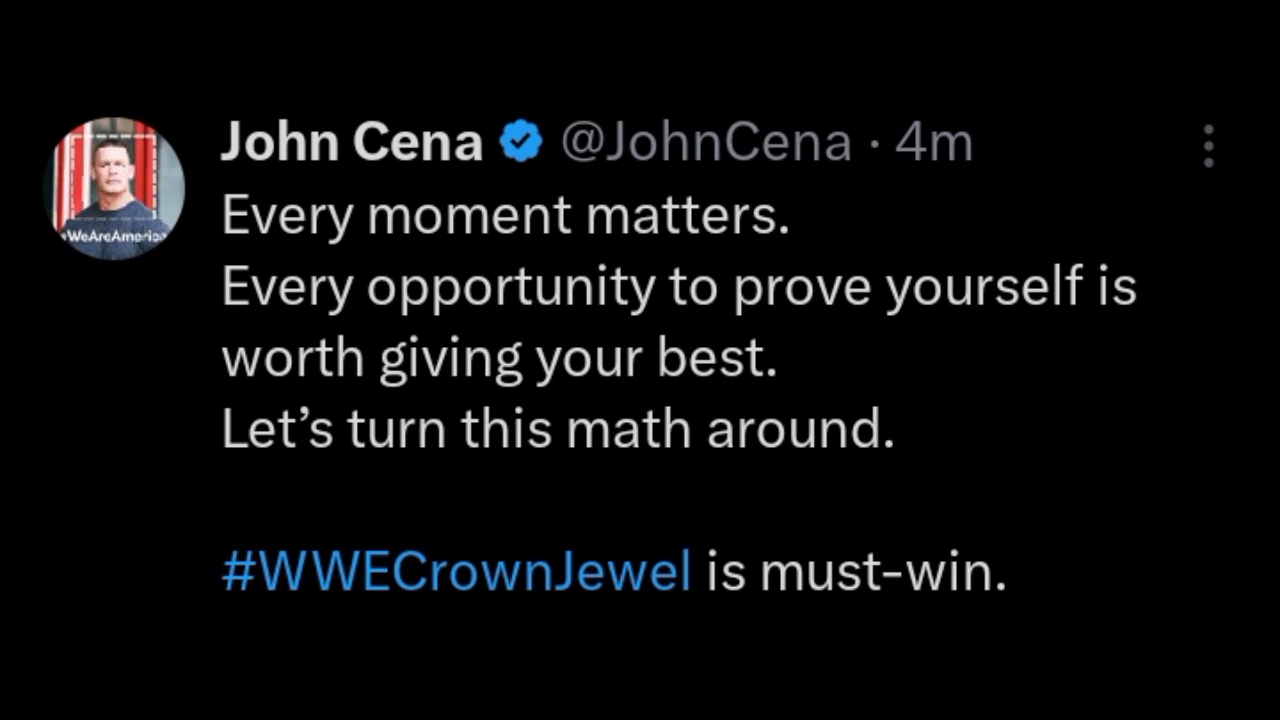 John Cena @JohnCena · 4m
#WeAreAmerica
Every moment matters.
Every opportunity to prove yourself is
worth giving your best.
Let’s turn this math around.
#WWECrownJewel is must-win.